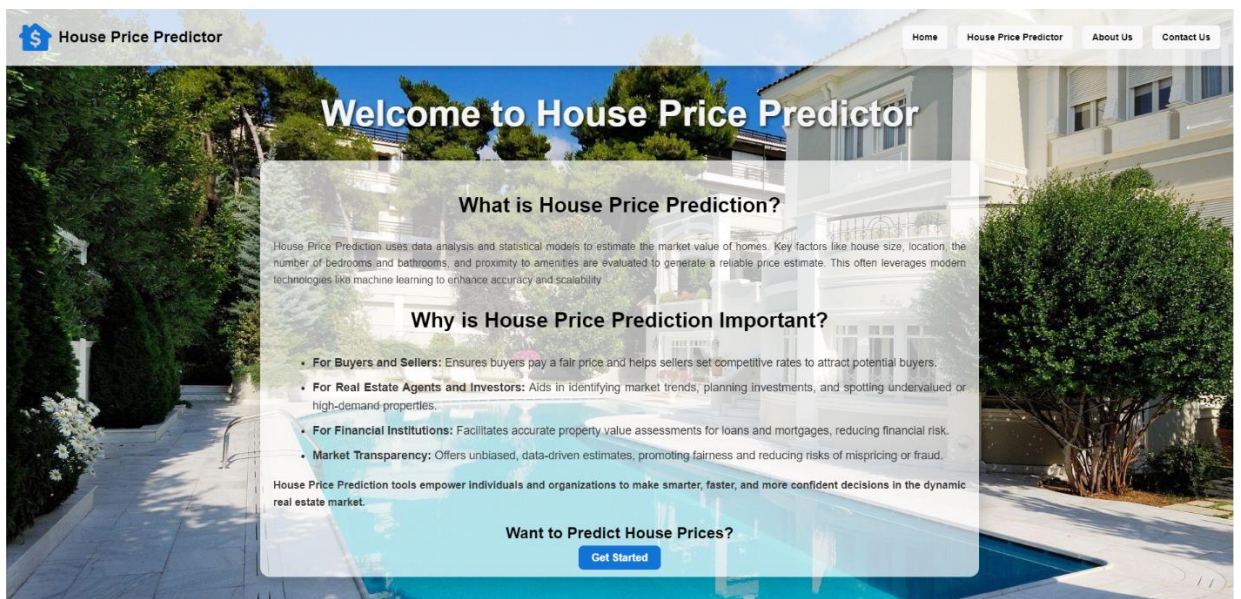 $ House Price Predictor
Home House Price Predictor About Us Contact Us
Welcome to House Price Predictor
What is House Price Prediction?
House Price Prediction uses data analysis and statistical models to estimate the market value of homes. Key factors like house size, location, the
number of bedrooms and bathrooms, and proximity to amenities are evaluated to generate a reliable price estimate. This often leverages modern
technologies like machine learning to enhance accuracy and scalability
Why is House Price Prediction Important?
• For Buyers and Sellers: Ensures buyers pay a fair price and helps sellers set competitive rates to attract potential buyers.
• For Real Estate Agents and Investors: Aids in identifying market trends, planning investments, and spotting undervalued or
high-demand properties.
• For Financial Institutions: Facilitates accurate property value assessments for loans and mortgages, reducing financial risk.
• Market Transparency: Offers unbiased, data-driven estimates, promoting fairness and reducing risks of mispricing or fraud.
House Price Prediction tools empower individuals and organizations to make smarter, faster, and more confident decisions in the dynamic
real estate market.
Want to Predict House Prices?
Get Started